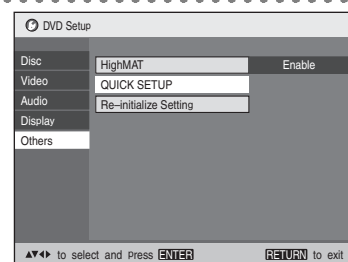 DVD Setup
Disc
HighMAT Enable
Video
QUICK SETUP
Audio
Re–initialize Setting
Display
Others
▲▼◀▶ to select and press ENTER RETURN to exit